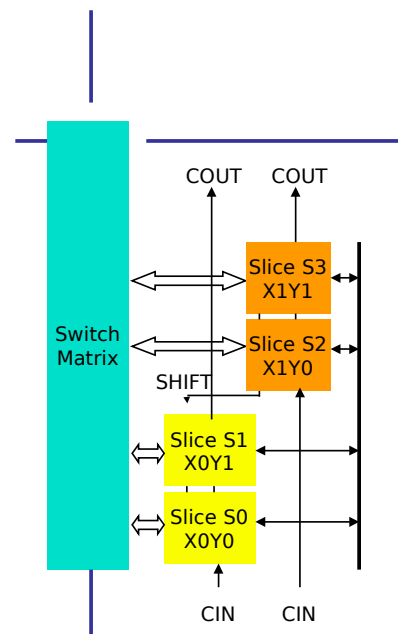 COUT COUT
Slice S3
X1Y1
Switch
Matrix
Slice S2
X1Y0
SHIFT
Slice S1
X0Y1
Slice S0
X0Y0
CIN CIN